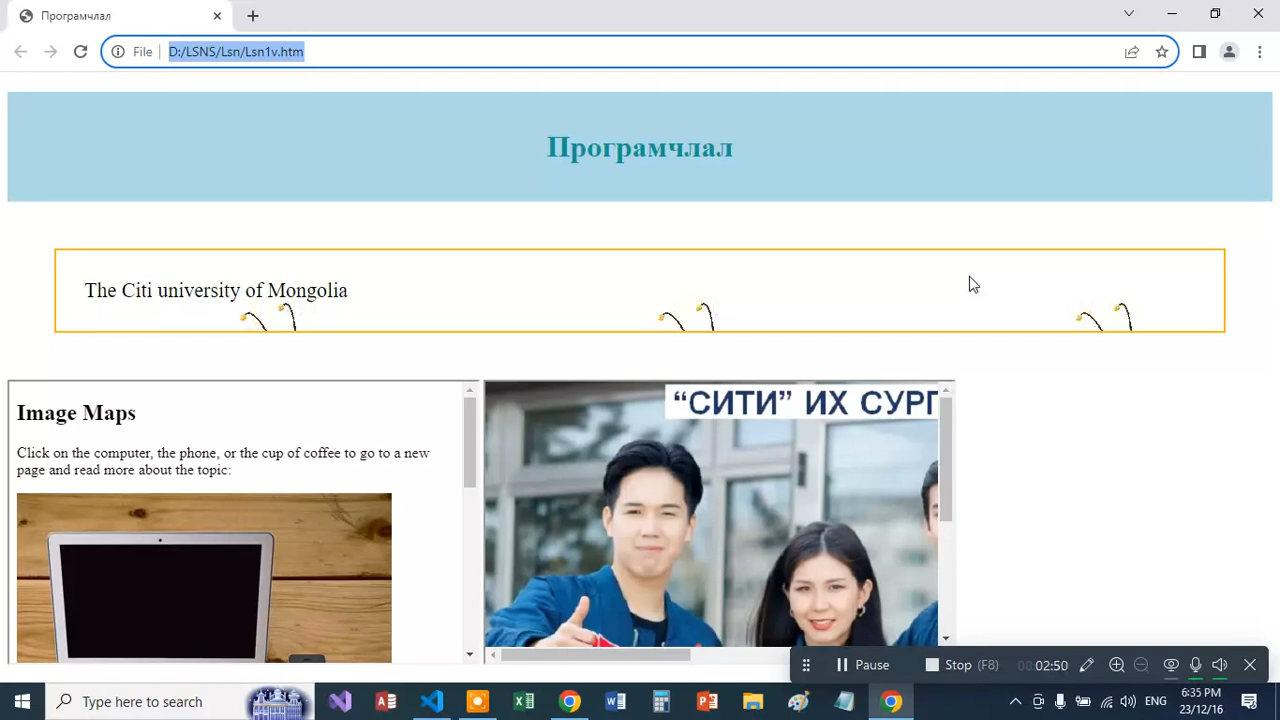 Програмчлал
File
D:/LSNS/Lsn/Lsn1v.htm
Програмчлал
The Citi university of Mongolia
Image Maps
Click on the computer, the phone, or the cup of coffee to go to a new
page and read more about the topic:
“СИТИ” ИХ СУРГ
Pause
Stop (F8)
00:02:50
Type here to search
ENG
6:35 PM
23/12/16